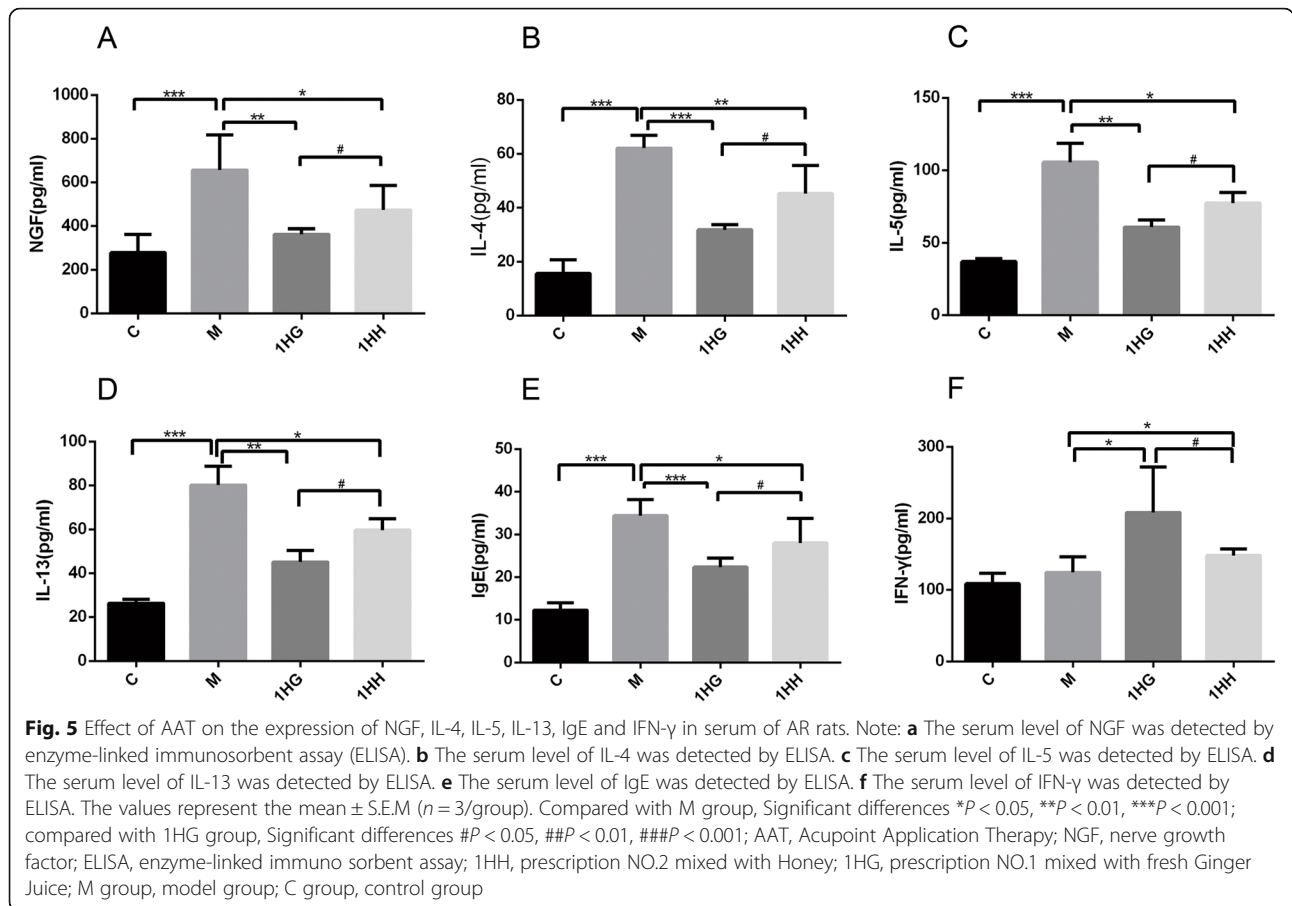 A
B
C
NGF(pg/ml)
1000
800
600
400
200
0
***
*
**
#
C
M
1HG
1HH
IL-4(pg/ml)
80
60
40
20
0
***
**
***
#
C
M
1HG
1HH
IL-5(pg/ml)
150
100
50
0
***
*
**
#
C
M
1HG
1HH
D
E
F
IL-13(pg/ml)
100
80
60
40
20
0
***
*
**
#
C
M
1HG
1HH
IgE(pg/ml)
50
40
30
20
10
0
***
*
***
#
C
M
1HG
1HH
IFN-γ(pg/ml)
300
200
100
0
*
*
#
C
M
1HG
1HH
Fig. 5 Effect of AAT on the expression of NGF, IL-4, IL-5, IL-13, IgE and IFN-γ in serum of AR rats. Note: a The serum level of NGF was detected by
enzyme-linked immunosorbent assay (ELISA). b The serum level of IL-4 was detected by ELISA. c The serum level of IL-5 was detected by ELISA. d
The serum level of IL-13 was detected by ELISA. e The serum level of IgE was detected by ELISA. f The serum level of IFN-γ was detected by
ELISA. The values represent the mean ± S.E.M (n = 3/group). Compared with M group, Significant differences *P < 0.05, **P < 0.01, ***P < 0.001;
compared with 1HG group, Significant differences #P < 0.05, ##P < 0.01, ###P < 0.001; AAT, Acupoint Application Therapy; NGF, nerve growth
factor; ELISA, enzyme-linked immuno sorbent assay; 1HH, prescription NO.2 mixed with Honey; 1HG, prescription NO.1 mixed with fresh Ginger
Juice; M group, model group; C group, control group